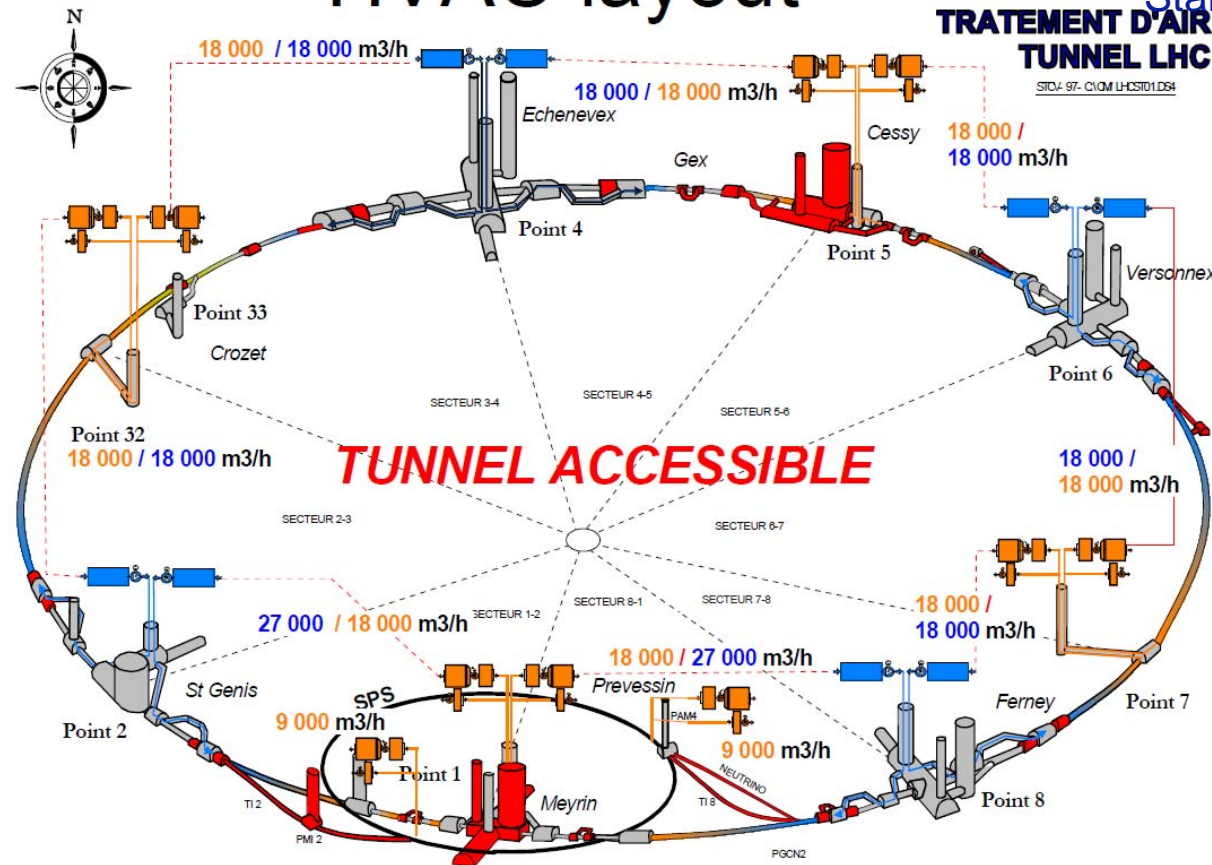 HVAC layout
TRATEMENT D'AIR
TUNNEL LHC
N
18 000 / 18 000 m3/h
Echenevex
18 000 / 18 000 m3/h
Cessy
18 000 /
18 000 m3/h
Gex
Point 4
Point 5
Versonnex
Point 33
Crozet
Point 6
Point 32
18 000 / 18 000 m3/h
SECTEUR 3-4
SECTEUR 4-5
SECTEUR 5-6
TUNNEL ACCESSIBLE
18 000 /
18 000 m3/h
SECTEUR 2-3
SECTEUR 6-7
SECTEUR 1-2
SECTEUR 8-1
SECTEUR 7-8
27 000 / 18 000 m3/h
18 000 /
18 000 m3/h
18 000 / 27 000 m3/h
St Genis
SPS
Prevessin
Ferney
Point 7
Point 2
9 000 m3/h
PAM4
9 000 m3/h
Point 1
NEUTRINO
Meyrin
TI 2
TI 8
Point 8
PMI 2
PGCN2